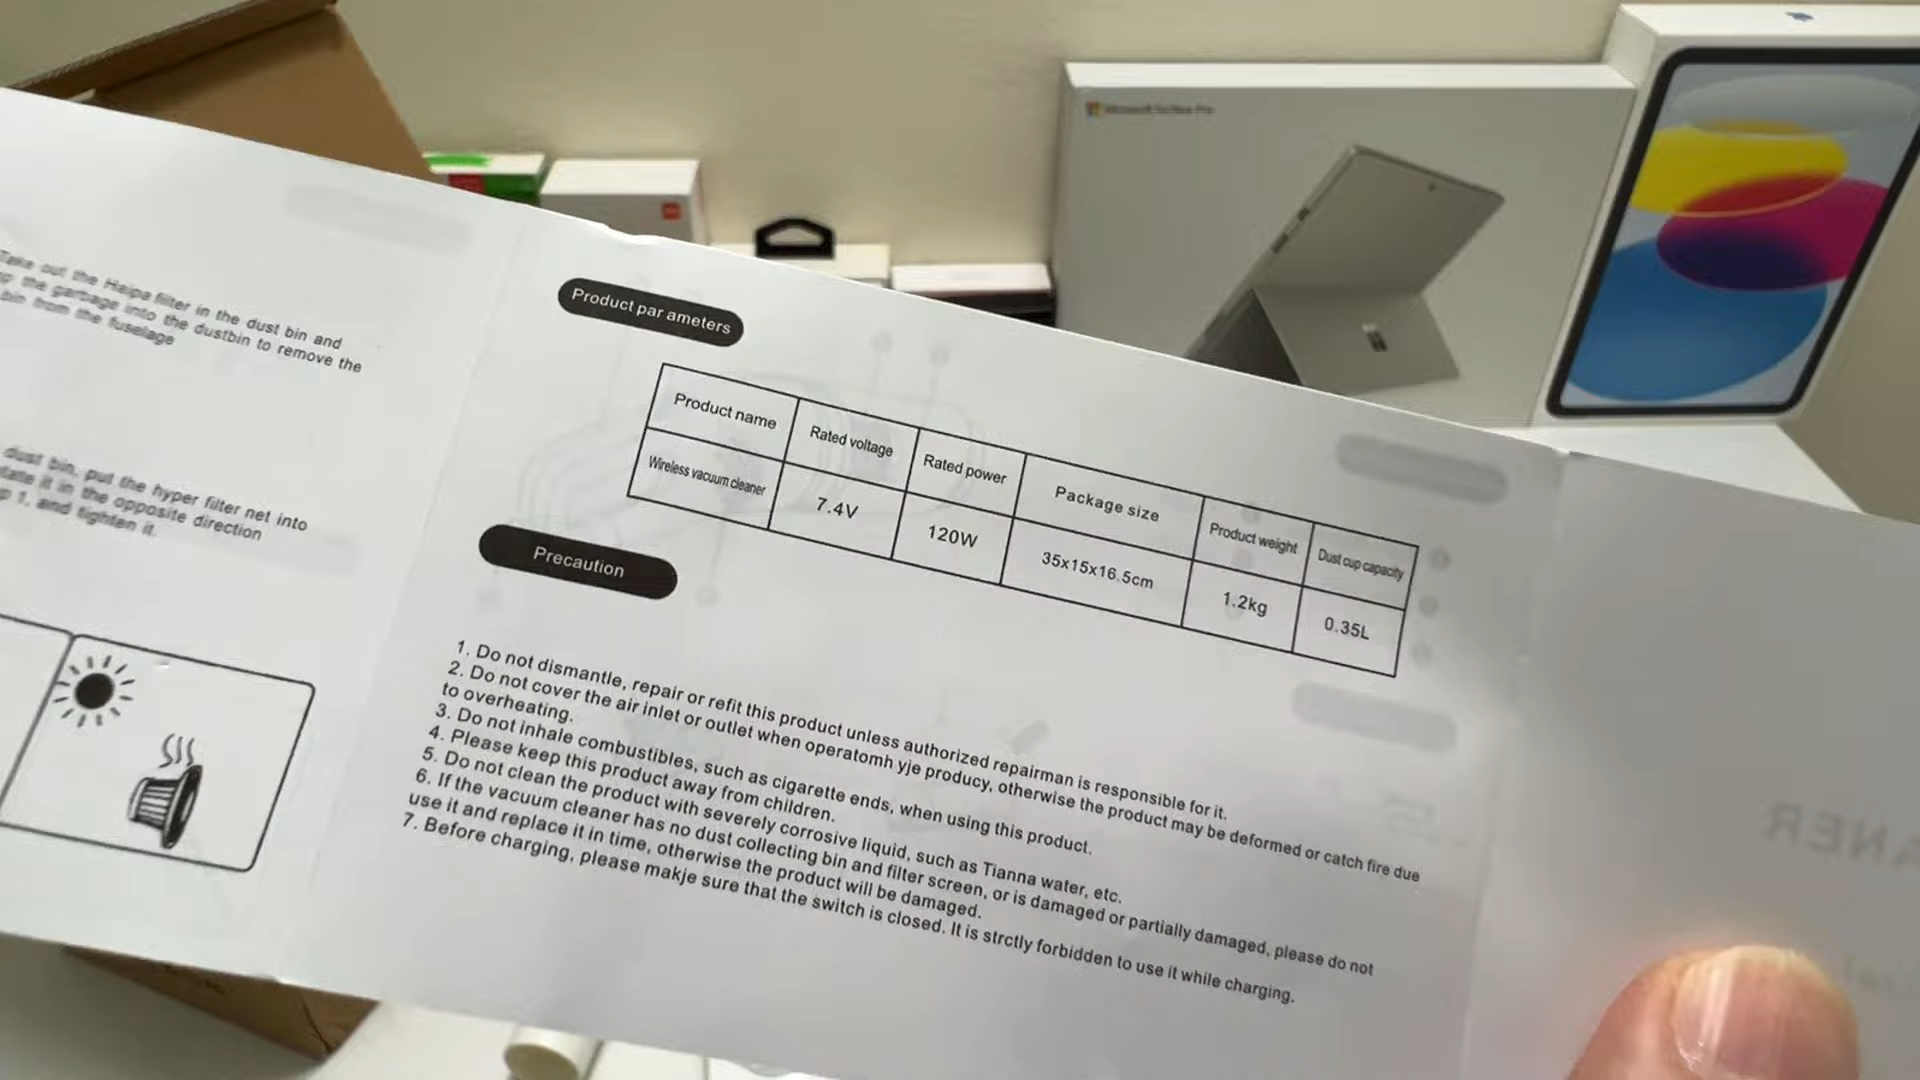 Microsoft Surface Pro
Take out the Haipa filter in the dust bin and
the garbage into the dustbin to remove the
bin from the fuselage
dust bin, put the hyper filter net into
it in the opposite direction
1, and tighten it.
Product par ameters
Product name Rated voltage Rated power Package size Product weight Dust cup capacity
Wireless vacuum cleaner 7.4V 120W 35x15x16.5cm 1.2kg 0.35L
Precaution
1. Do not dismantle, repair or refit this product unless authorized repairman is responsible for it.
2. Do not cover the air inlet or outlet when operatomh yje producy, otherwise the product may be deformed or catch fire due
to overheating.
3. Do not inhale combustibles, such as cigarette ends, when using this product.
4. Please keep this product away from children.
5. Do not clean the product with severely corrosive liquid, such as Tianna water, etc.
6. If the vacuum cleaner has no dust collecting bin and filter screen, or is damaged or partially damaged, please do not
use it and replace it in time, otherwise the product will be damaged.
7. Before charging, please makje sure that the switch is closed. It is strctly forbidden to use it while charging.